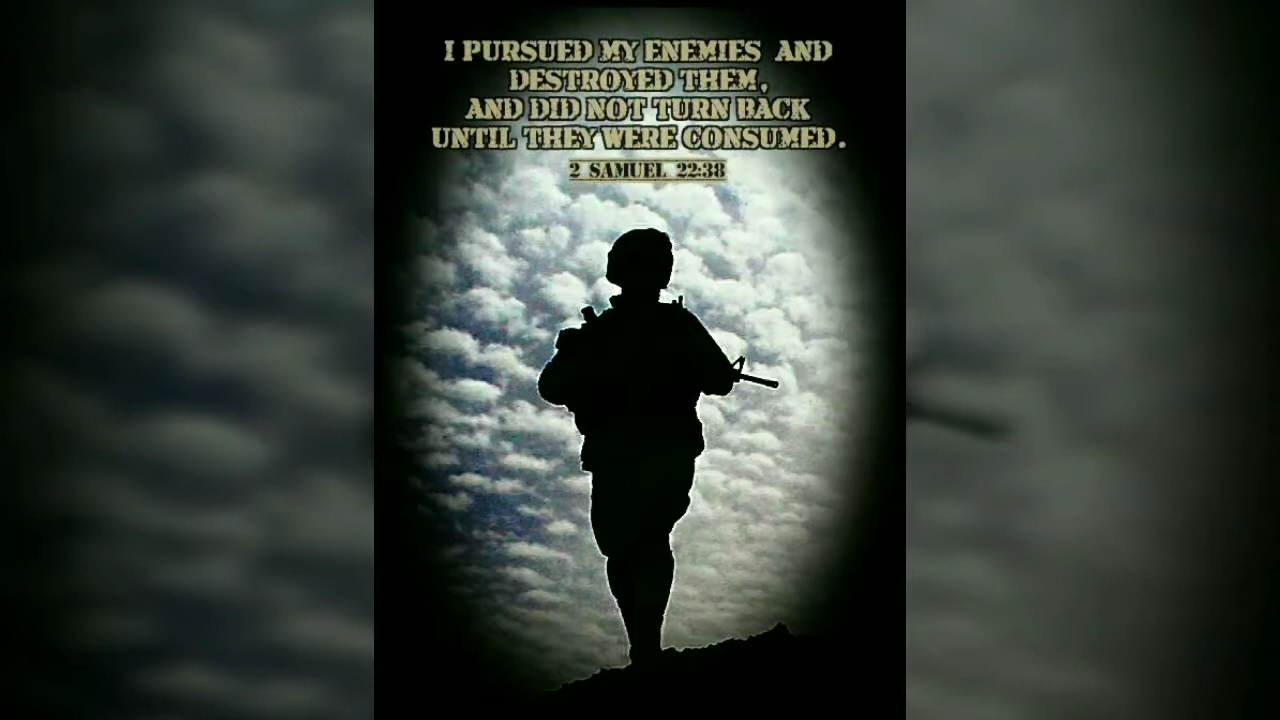 I PURSUED MY ENEMIES AND
DESTROYED THEM,
AND DID NOT TURN BACK
UNTIL THEY WERE CONSUMED.
2 SAMUEL 22:38